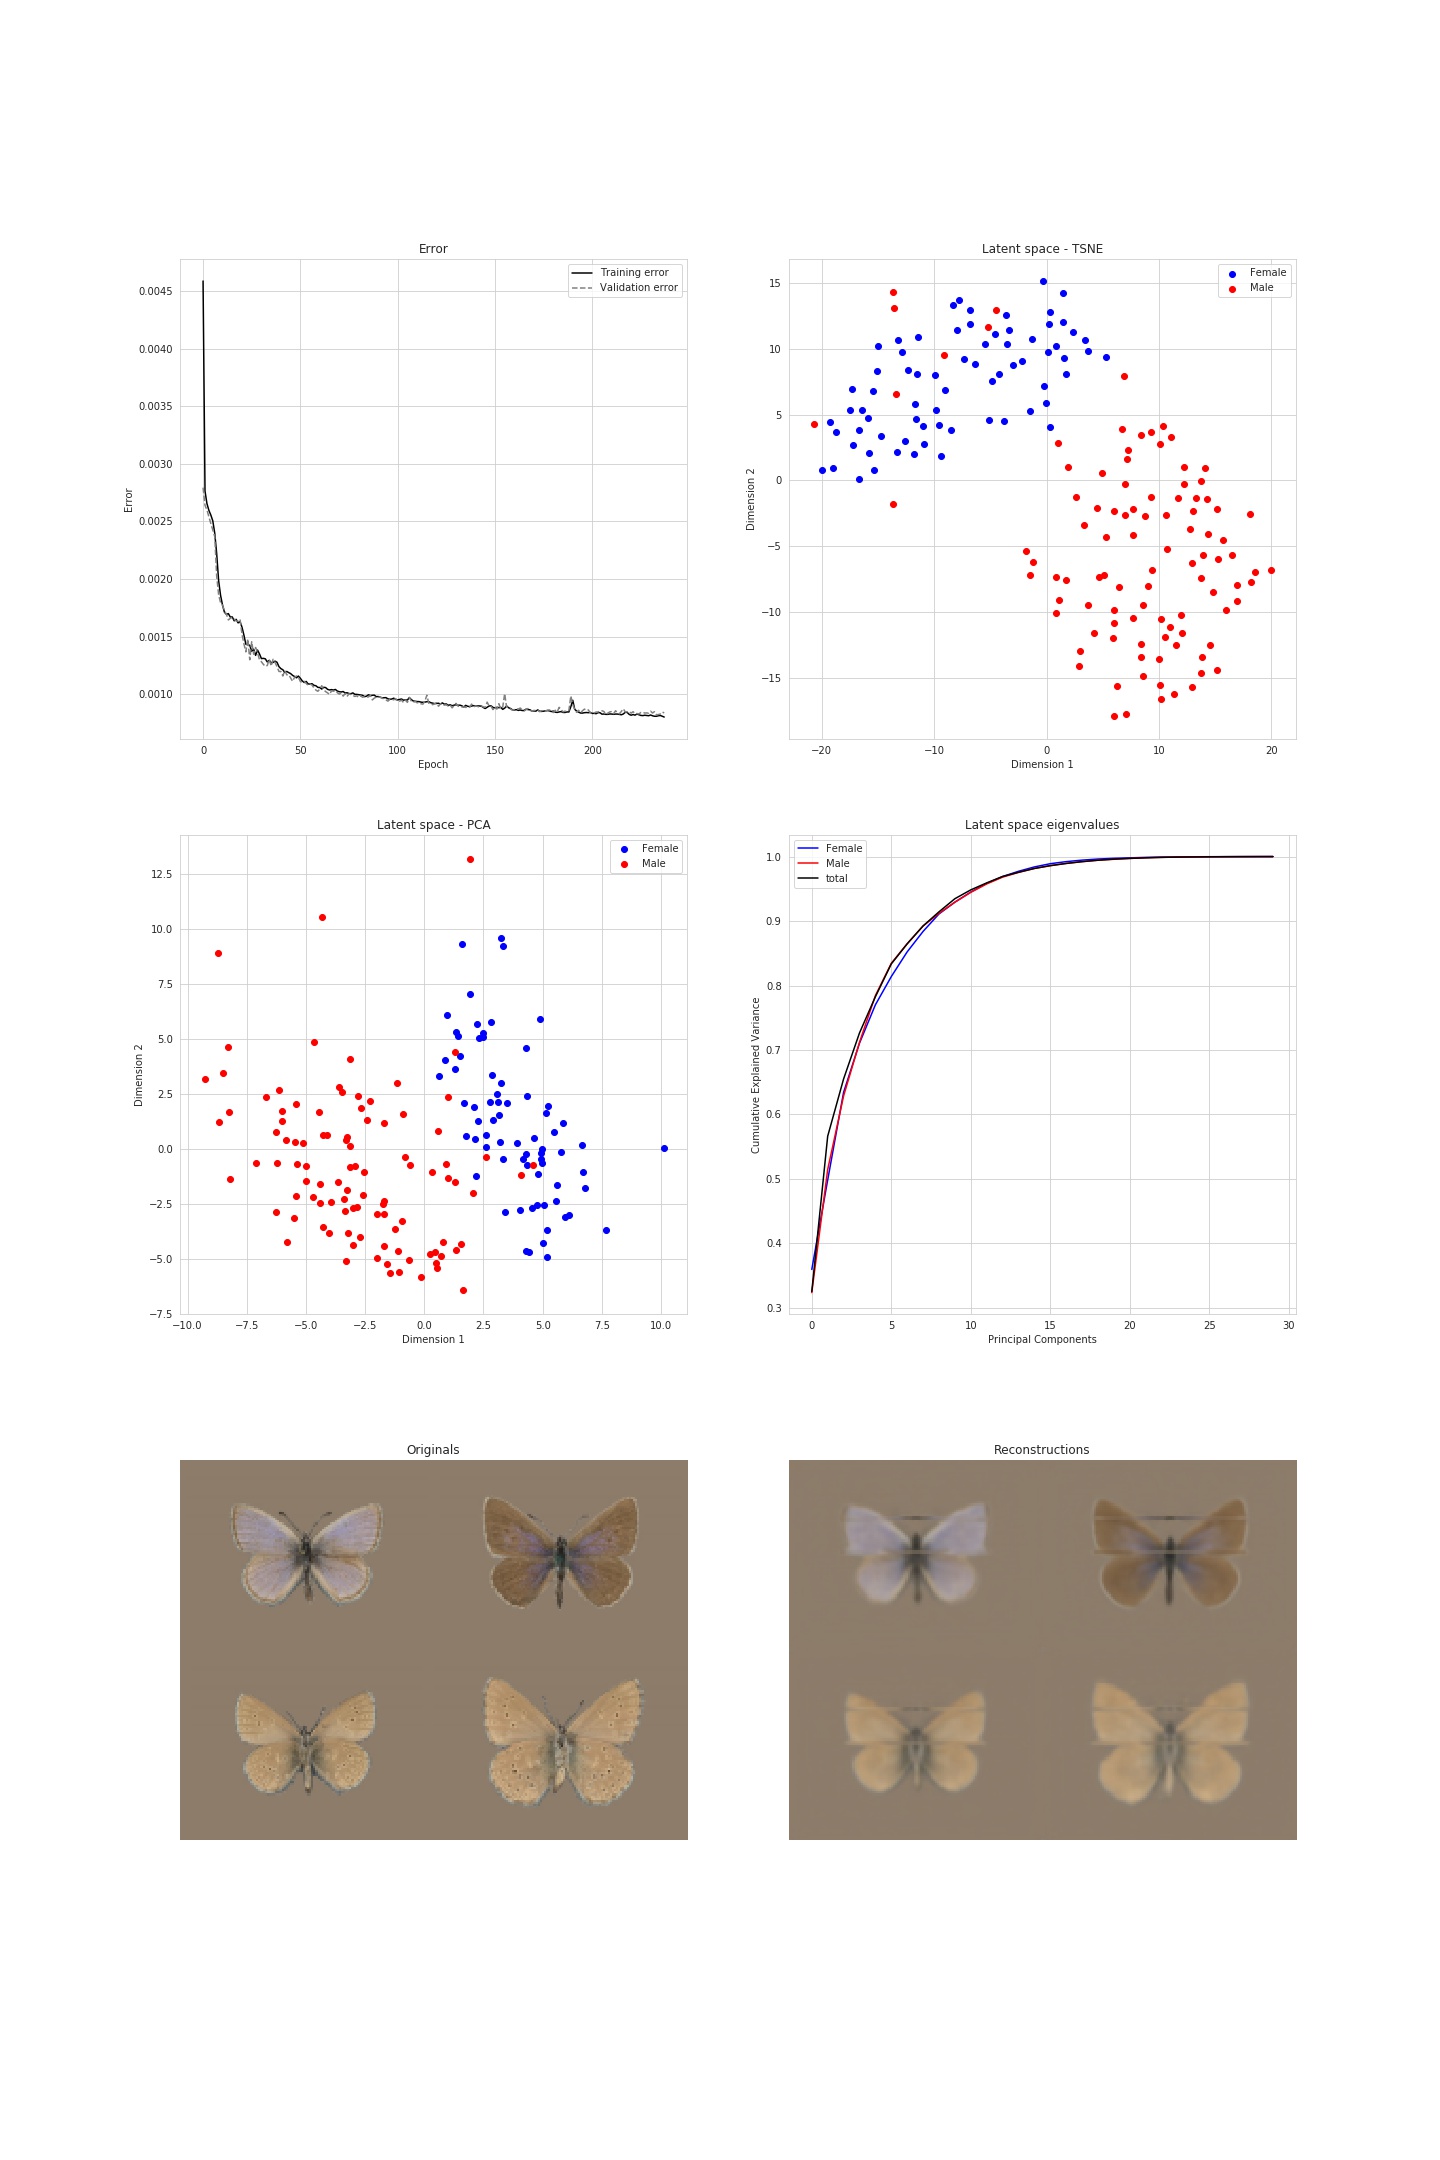 Error
Training error
Validation error
0.0045
0.0040
0.0035
0.0030
0.0025
0.0020
0.0015
0.0010
Error
0 50 100 150 200
Epoch
Latent space - TSNE
Female
Male
15
10
5
0
−5
−10
−15
Dimension 2
−20 −10 0 10 20
Dimension 1
Latent space - PCA
Female
Male
12.5
10.0
7.5
5.0
2.5
0.0
−2.5
−5.0
−7.5
Dimension 2
−10.0 −7.5 −5.0 −2.5 0.0 2.5 5.0 7.5 10.0
Dimension 1
Latent space eigenvalues
Female
Male
total
1.0
0.9
0.8
0.7
0.6
0.5
0.4
0.3
Cumulative Explained Variance
0 5 10 15 20 25 30
Principal Components
Originals
Reconstructions